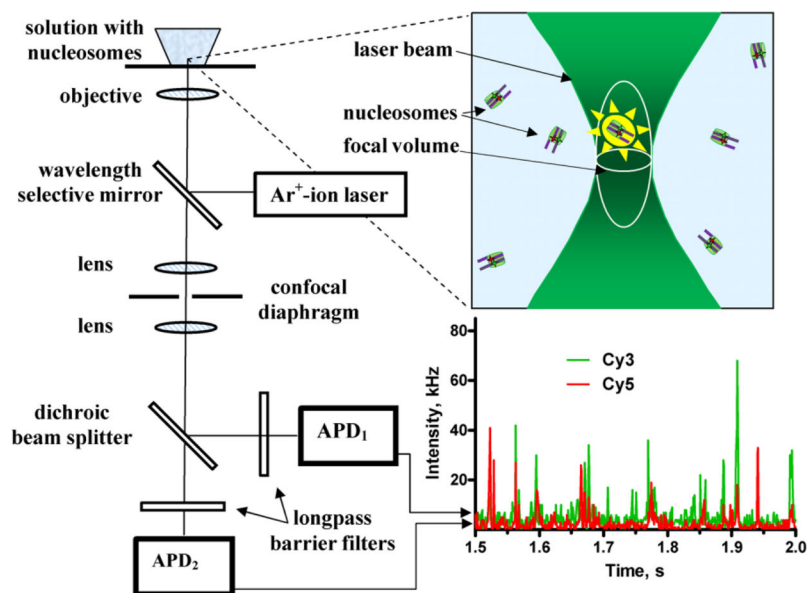 solution with
nucleosomes
objective
wavelength
selective mirror
Ar⁺-ion laser
lens
confocal
diaphragm
lens
dichroic
beam splitter
APD₁
longpass
barrier filters
APD₂
laser beam
nucleosomes
focal volume
80
60
40
20
Intensity, kHz
Cy3
Cy5
1.5 1.6 1.7 1.8 1.9 2.0
Time, s